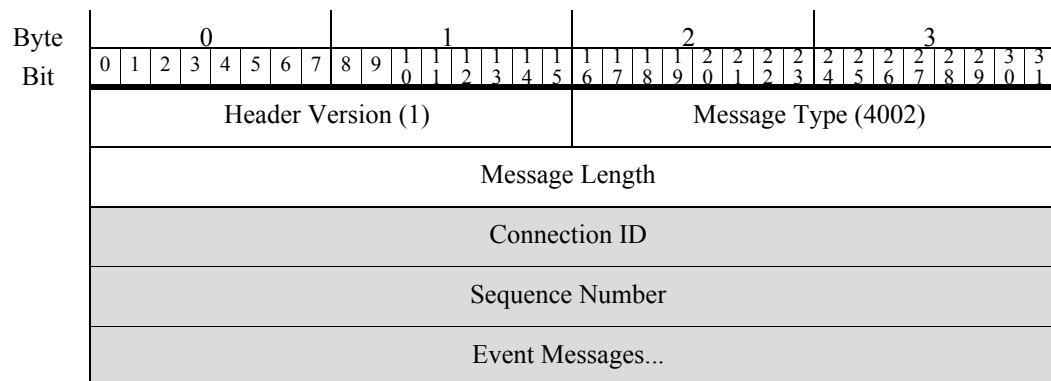 Byte 0 1 2 3
Bit 0 1 2 3 4 5 6 7 8 9 10 11 12 13 14 15 16 17 18 19 20 21 22 23 24 25 26 27 28 29 30 31
Header Version (1) Message Type (4002)
Message Length
Connection ID
Sequence Number
Event Messages...